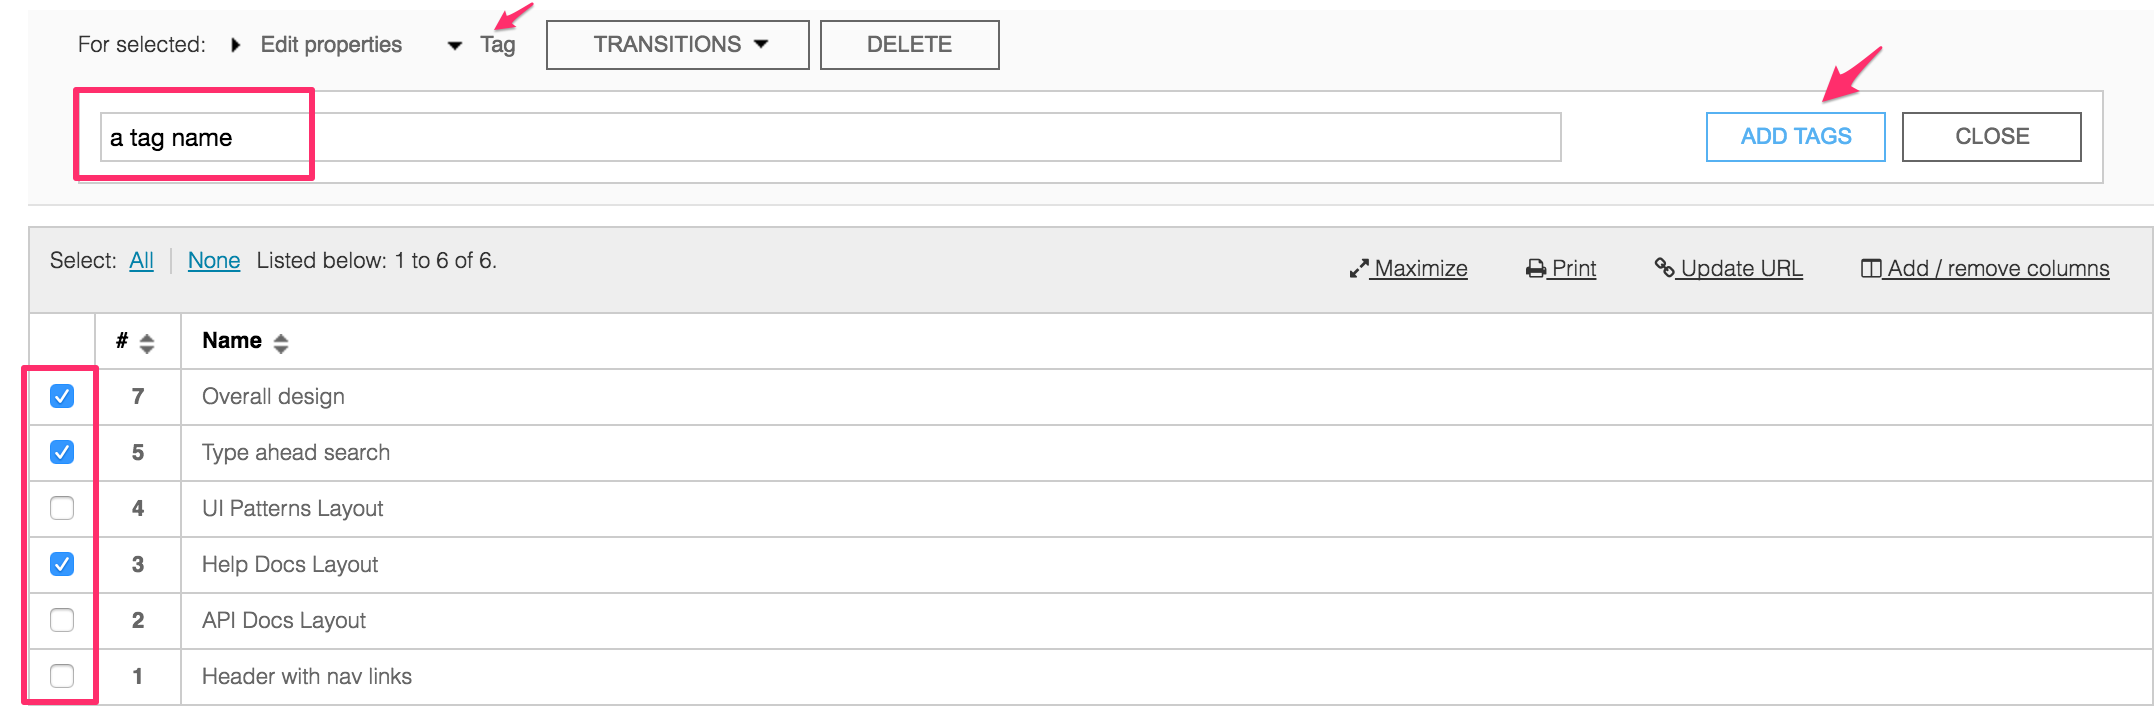 For selected: Edit properties Tag TRANSITIONS DELETE
a tag name ADD TAGS CLOSE
Select: All None Listed below: 1 to 6 of 6. Maximize Print Update URL Add / remove columns
# Name
7 Overall design
5 Type ahead search
4 UI Patterns Layout
3 Help Docs Layout
2 API Docs Layout
1 Header with nav links